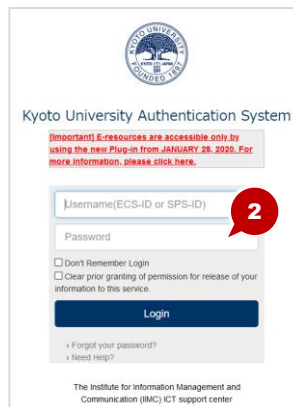 KYOTO UNIVERSITY
KYOTO JAPAN
FOUNDED 1897
Kyoto University Authentication System
[Important] E-resources are accessible only by
using the new Plug-in from JANUARY 28, 2020. For
more information, please click here.
Username(ECS-ID or SPS-ID)
2
Password
Don't Remember Login
Clear prior granting of permission for release of your
information to this service.
Login
› Forgot your password?
› Need Help?
The Institute for Information Management and
Communication (IIMC) ICT support center